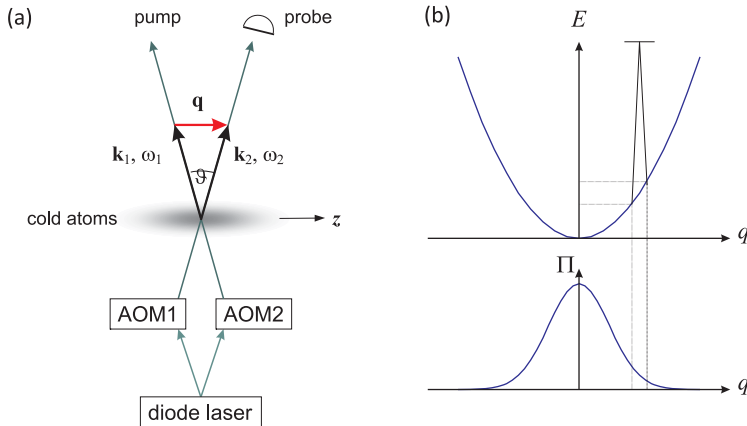 (a)
pump
probe
q
k₁, ω₁
k₂, ω₂
ϑ
cold atoms
z
AOM1
AOM2
diode laser
(b)
E
q
Π
q